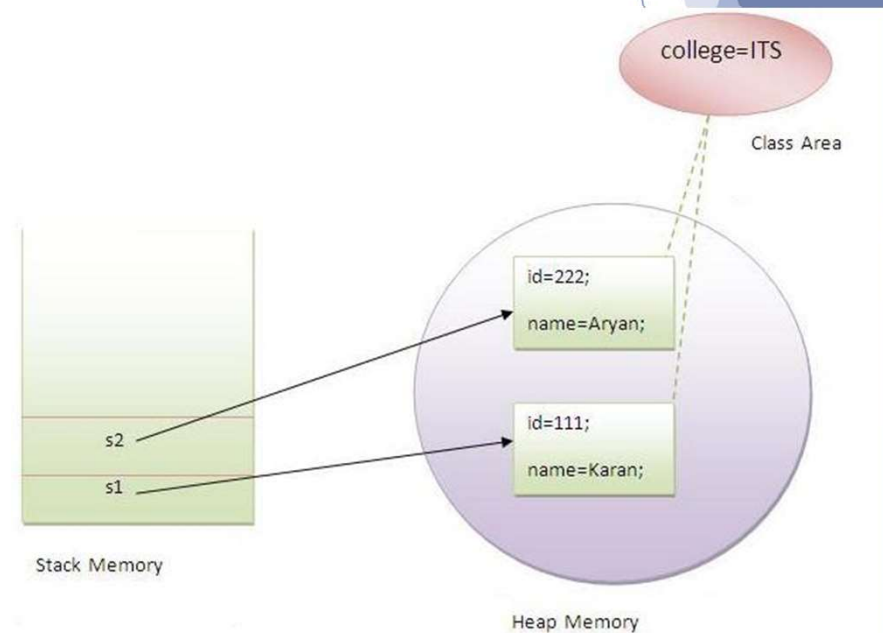 college=ITS
Class Area
id=222;
name=Aryan;
s2
id=111;
name=Karan;
s1
Stack Memory
Heap Memory